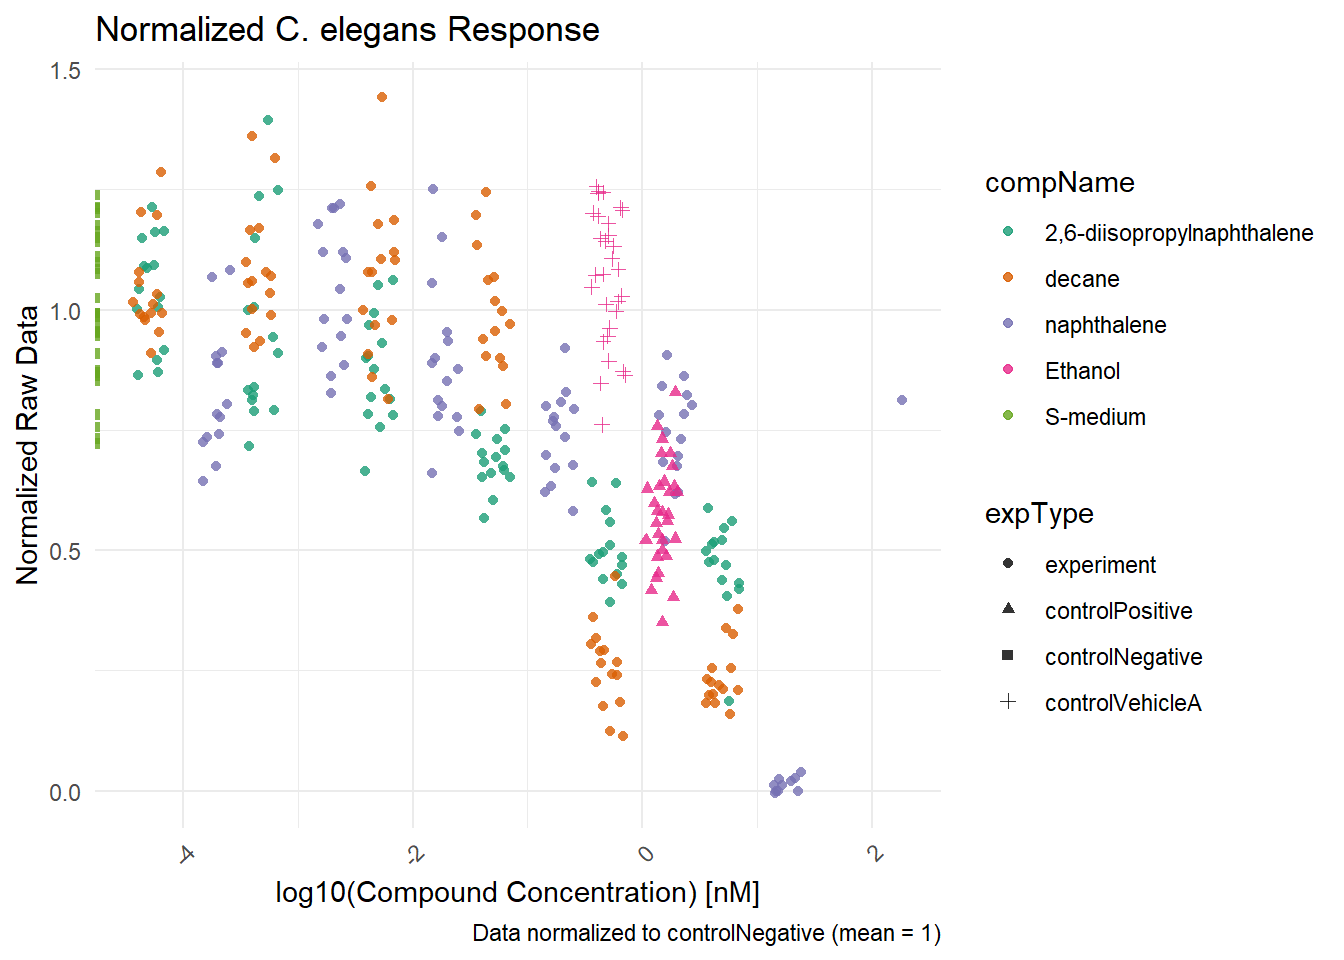 Normalized C. elegans Response
1.5
1.0
0.5
0.0
Normalized Raw Data
-4
-2
0
2
log10(Compound Concentration) [nM]
Data normalized to controlNegative (mean = 1)
compName
2,6-diisopropylnaphthalene
decane
naphthalene
Ethanol
S-medium
expType
experiment
controlPositive
controlNegative
controlVehicleA